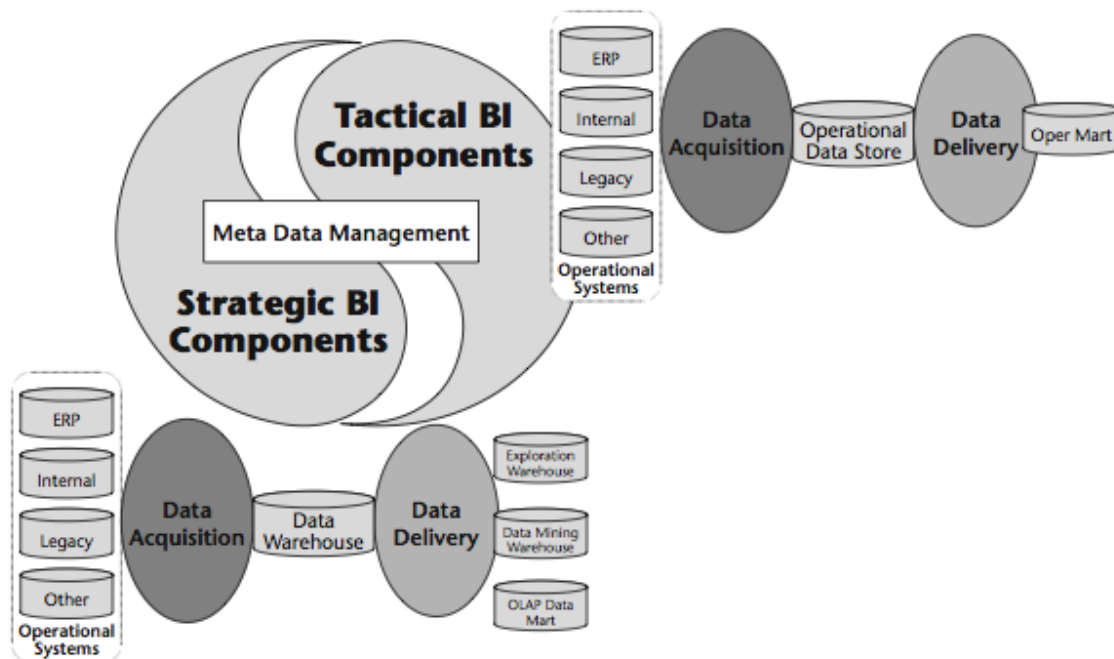 Tactical BI
Components
Meta Data Management
Strategic BI
Components
ERP
Internal
Legacy
Other
Operational
Systems
Data
Acquisition
Operational
Data Store
Data
Delivery
Oper Mart
ERP
Internal
Legacy
Other
Operational
Systems
Data
Acquisition
Data
Warehouse
Data
Delivery
Exploration
Warehouse
Data Mining
Warehouse
OLAP Data
Mart